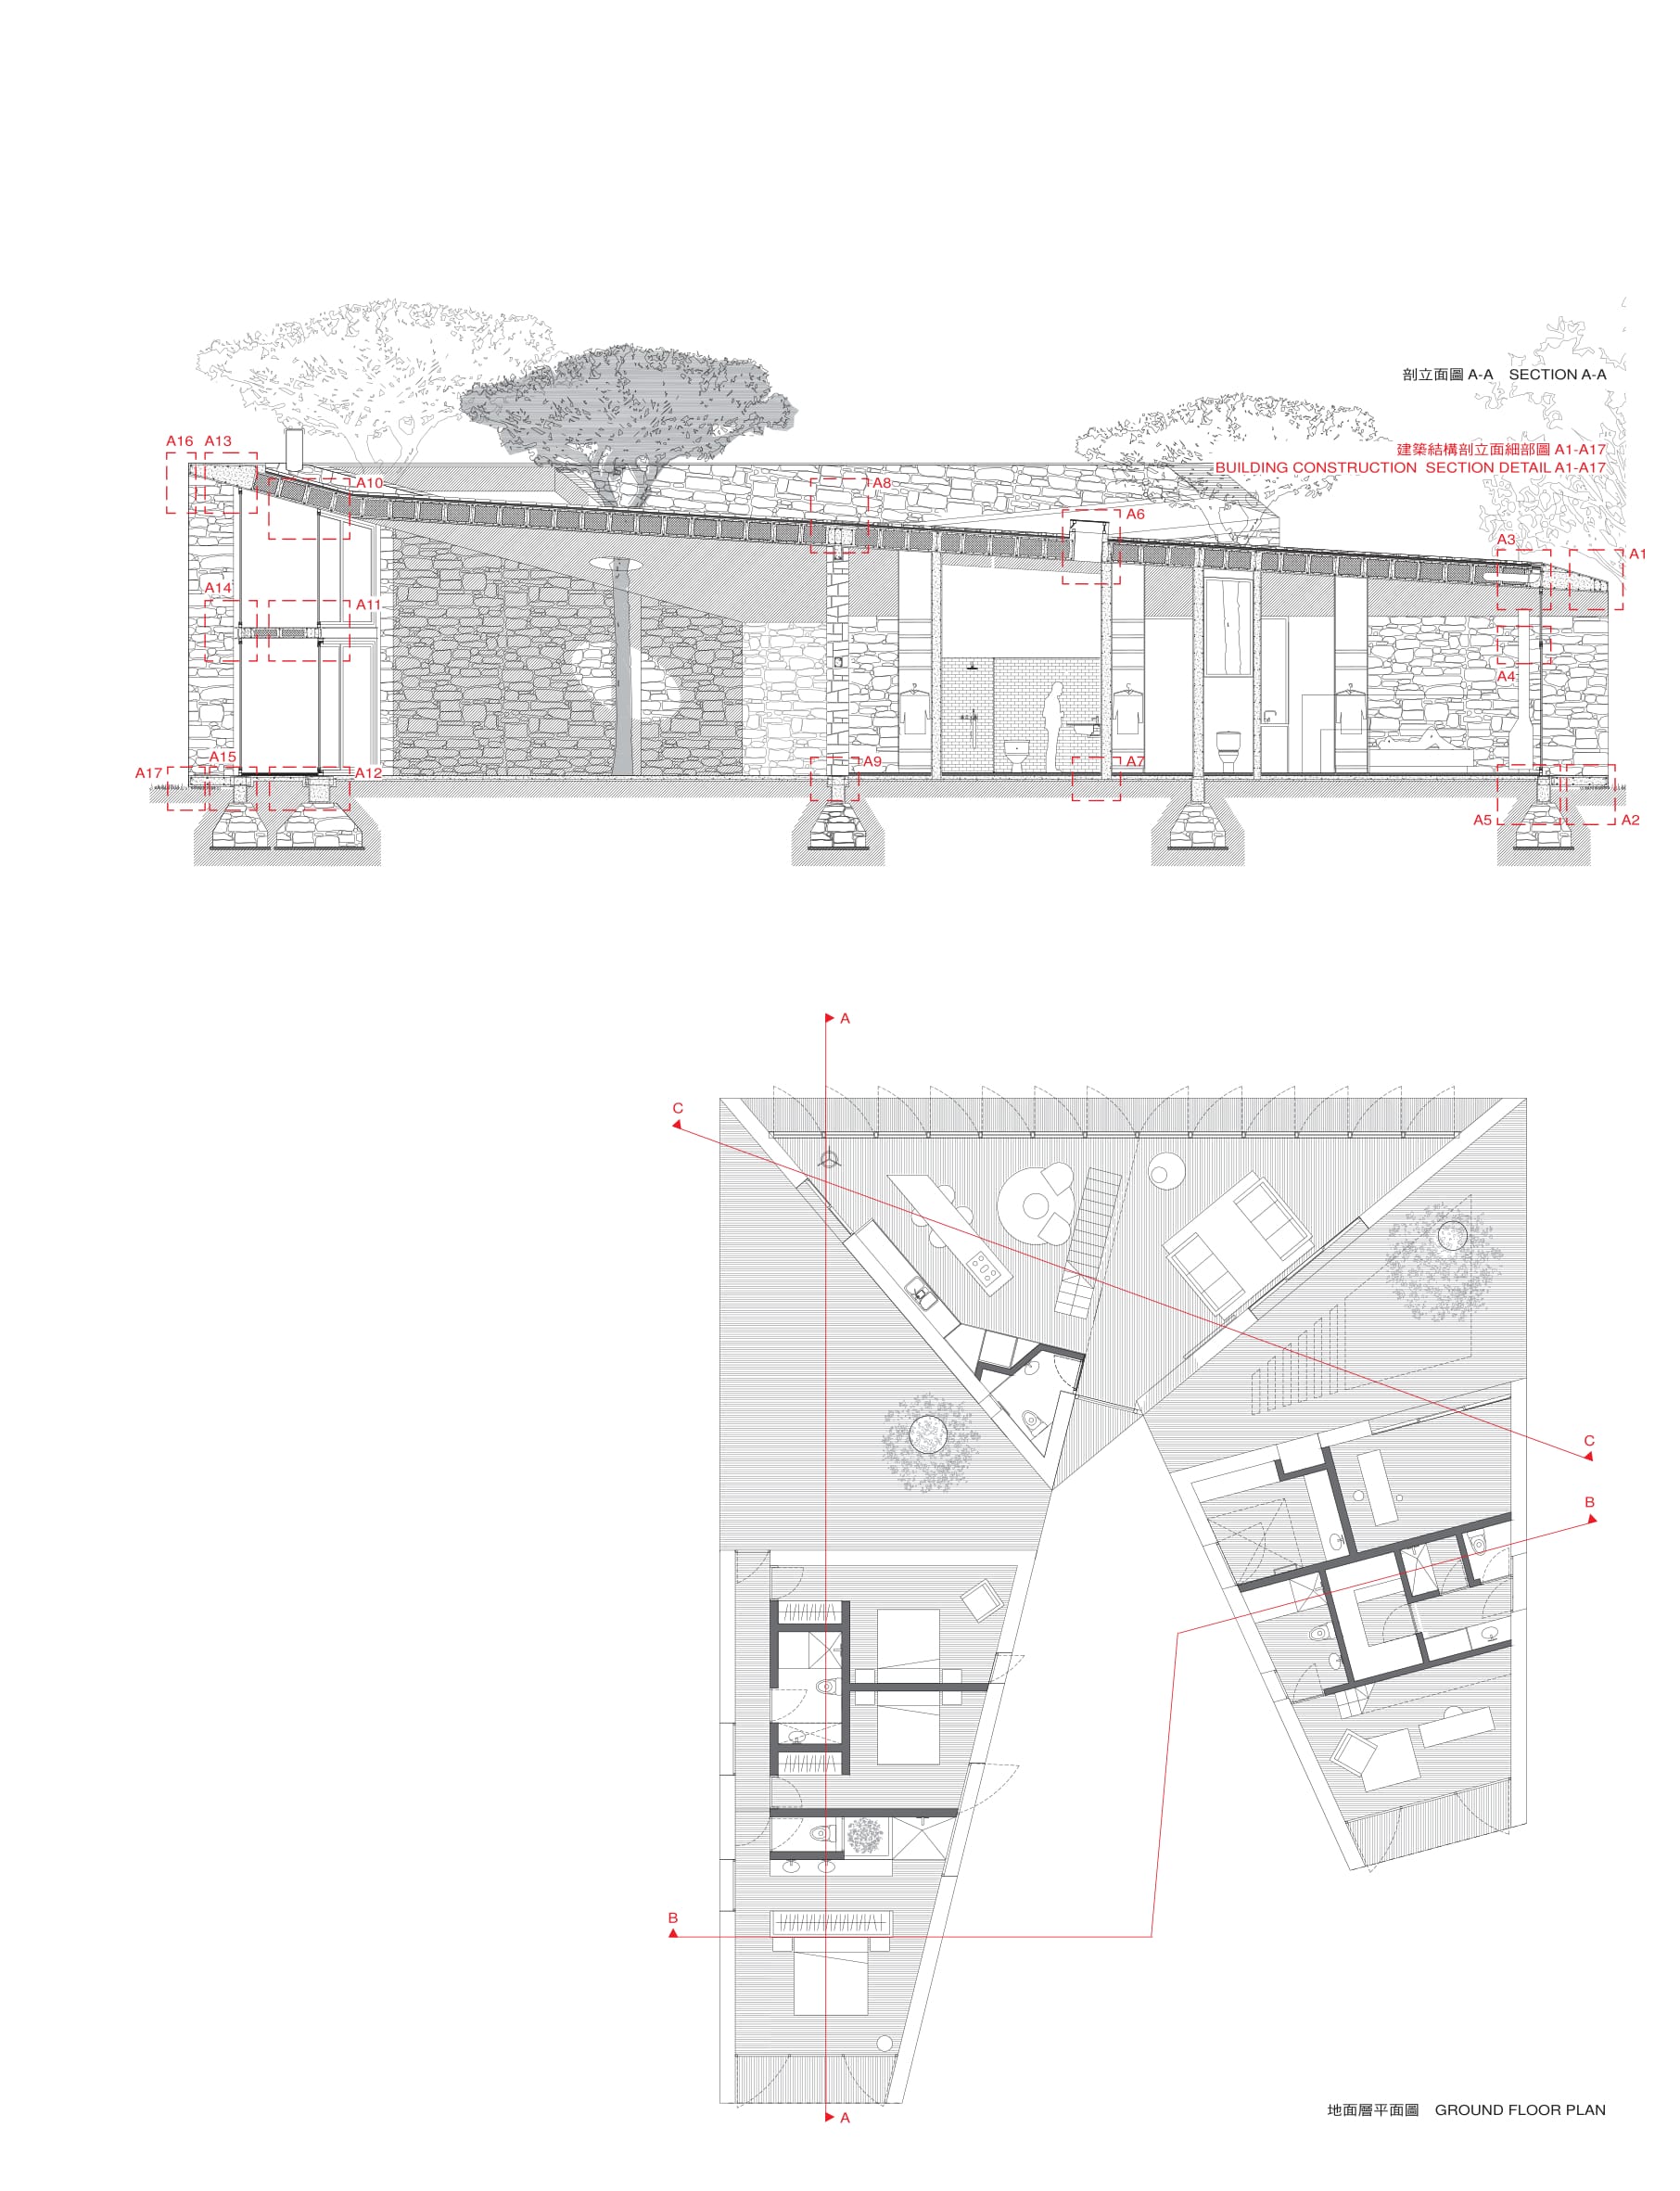 剖立面圖 A-A SECTION A-A
建築結構剖立面細部圖 A1-A17
BUILDING CONSTRUCTION SECTION DETAIL A1-A17
A16 A13
A10
A8
A6
A3
A1
A14
A11
A4
A15
A17
A12
A9
A7
A5
A2
A
C
C
B
B
A
地面層平面圖 GROUND FLOOR PLAN